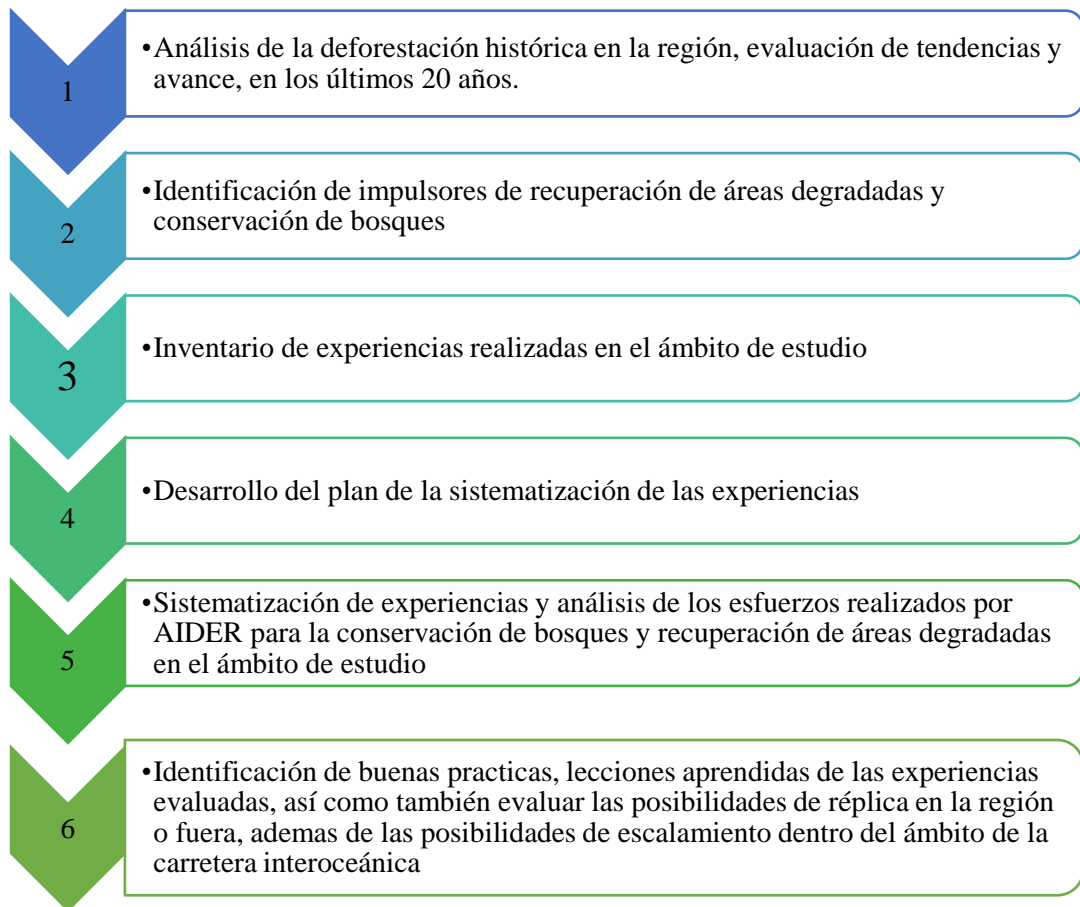 1
•Análisis de la deforestación histórica en la región, evaluación de tendencias y
avance, en los últimos 20 años.
2
•Identificación de impulsores de recuperación de áreas degradadas y
conservación de bosques
3
•Inventario de experiencias realizadas en el ámbito de estudio
4
•Desarrollo del plan de la sistematización de las experiencias
5
•Sistematización de experiencias y análisis de los esfuerzos realizados por
AIDER para la conservación de bosques y recuperación de áreas degradadas
en el ámbito de estudio
6
•Identificación de buenas practicas, lecciones aprendidas de las experiencias
evaluadas, así como también evaluar las posibilidades de réplica en la región
o fuera, ademas de las posibilidades de escalamiento dentro del ámbito de la
carretera interoceánica